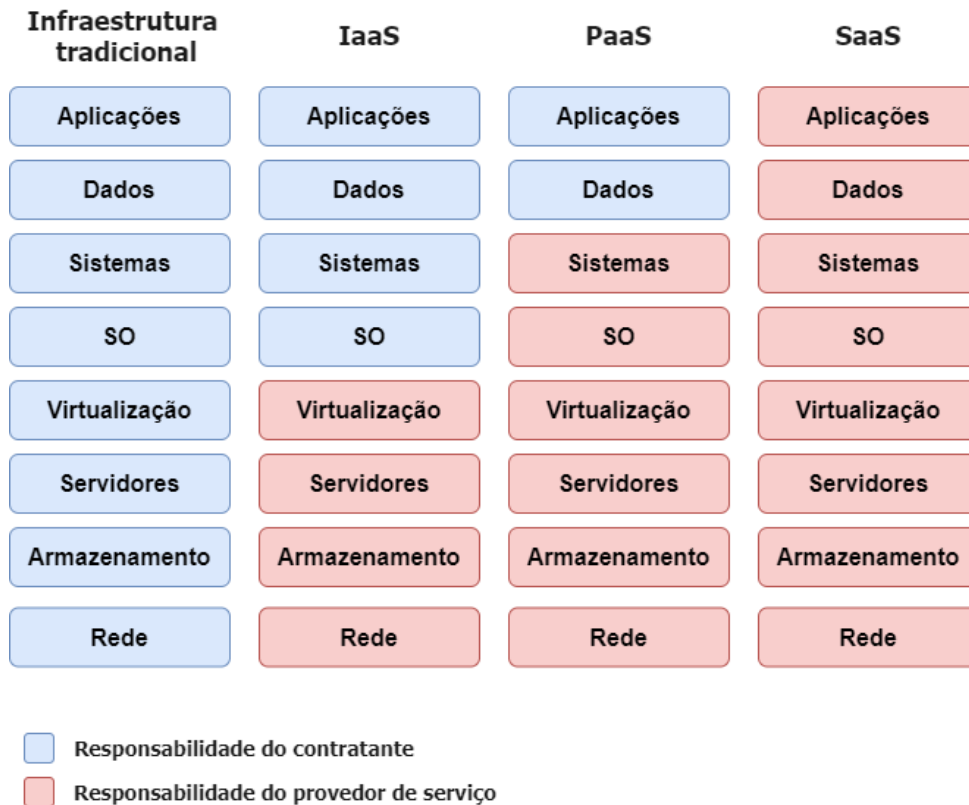 Infraestrutura
tradicional
IaaS
PaaS
SaaS
Aplicações
Aplicações
Aplicações
Aplicações
Dados
Dados
Dados
Dados
Sistemas
Sistemas
Sistemas
Sistemas
SO
SO
SO
SO
Virtualização
Virtualização
Virtualização
Virtualização
Servidores
Servidores
Servidores
Servidores
Armazenamento
Armazenamento
Armazenamento
Armazenamento
Rede
Rede
Rede
Rede
Responsabilidade do contratante
Responsabilidade do provedor de serviço